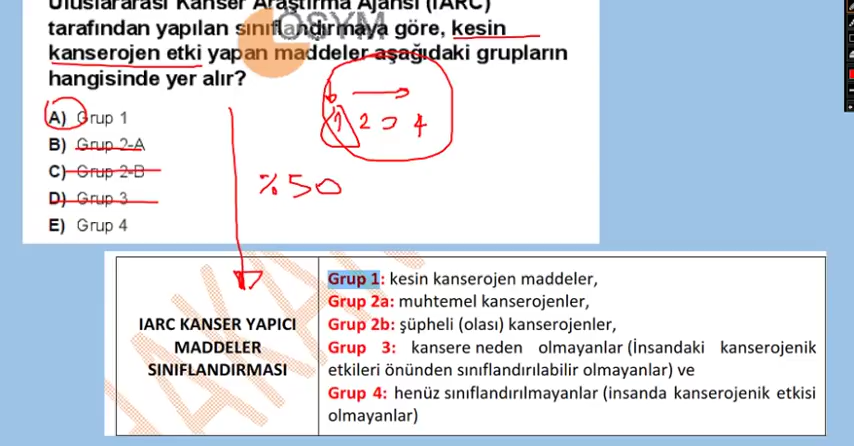 Uluslararası Kanser Araştırma Ajansı (IARC)
ÖSYM
tarafından yapılan sınıflandırmaya göre, kesin
kanserojen etki yapan maddeler aşağıdaki grupların
hangisinde yer alır?
A) Grup 1
B) Grup 2-A
C) Grup 2-B
D) Grup 3
E) Grup 4
1 2 3 4
%50
IARC KANSER YAPICI
MADDELER
SINIFLANDIRMASI
Grup 1: kesin kanserojen maddeler,
Grup 2a: muhtemel kanserojenler,
Grup 2b: şüpheli (olası) kanserojenler,
Grup 3: kansere neden olmayanlar (İnsandaki kanserojenik
etkileri önünden sınıflandırılabilir olmayanlar) ve
Grup 4: henüz sınıflandırılmayanlar (insanda kanserojenik etkisi
olmayanlar)